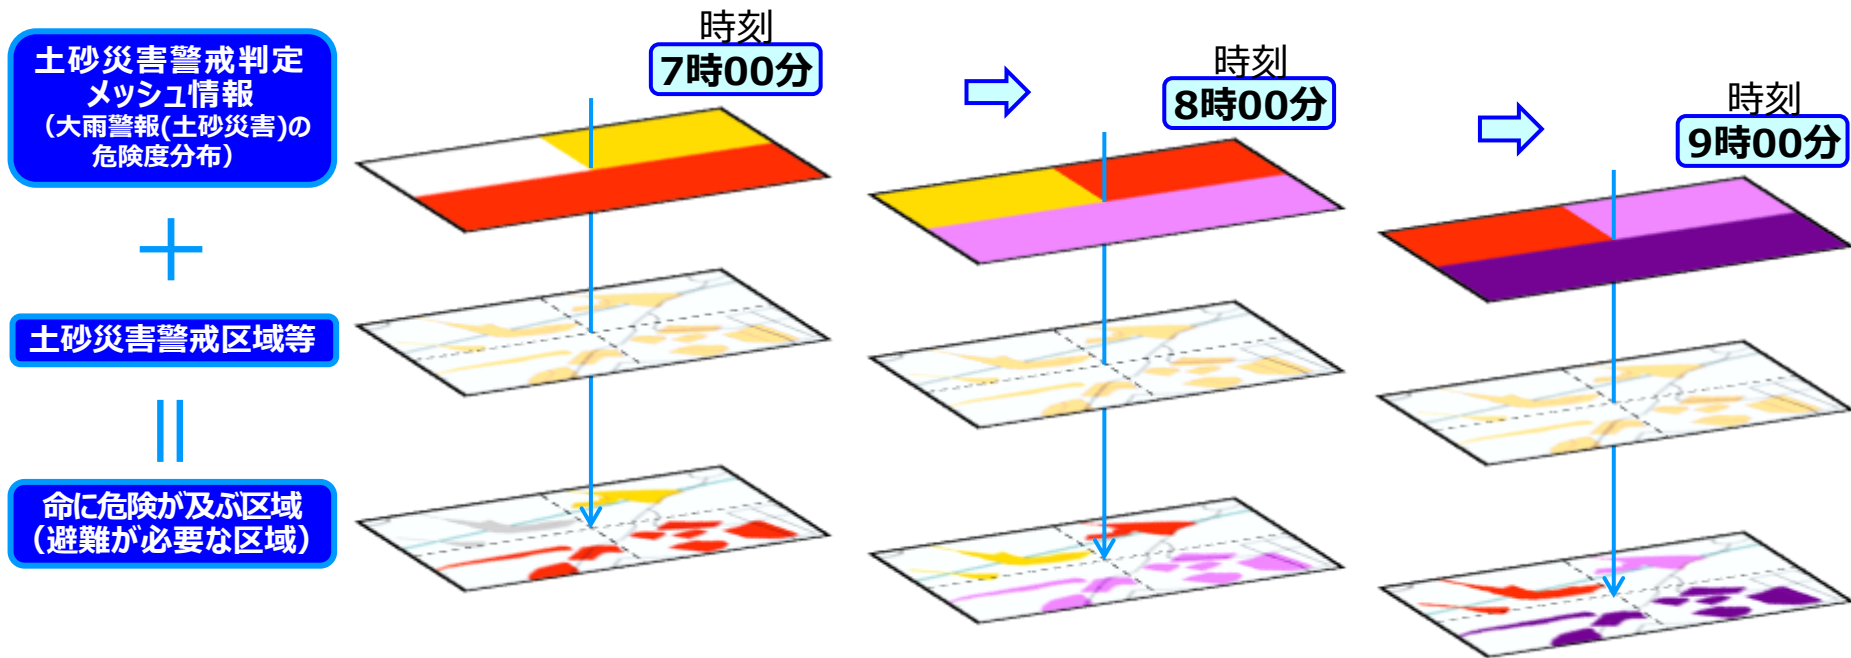 土砂災害警戒判定
メッシュ情報
（大雨警報(土砂災害)の
危険度分布）
土砂災害警戒区域等
命に危険が及ぶ区域
（避難が必要な区域）
時刻
7時00分
時刻
8時00分
時刻
9時00分